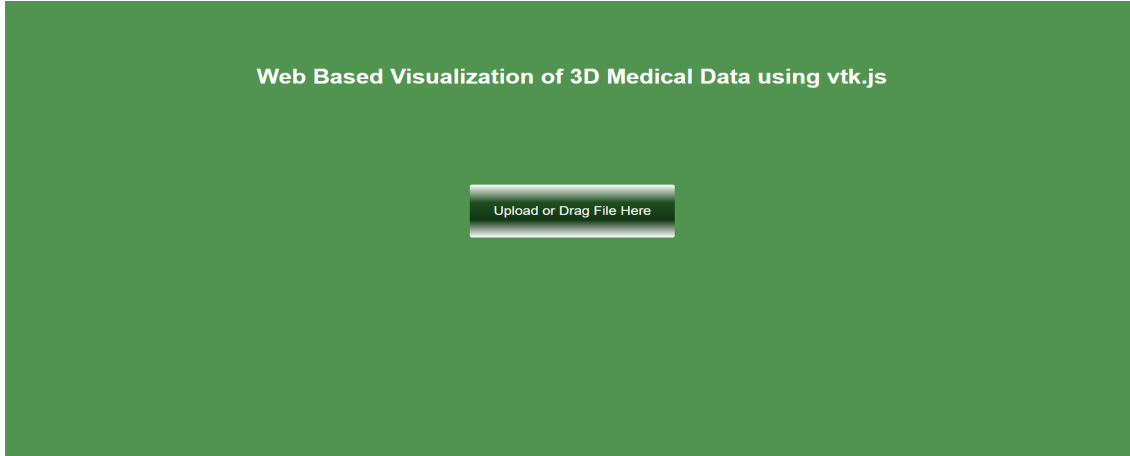 Web Based Visualization of 3D Medical Data using vtk.js
Upload or Drag File Here